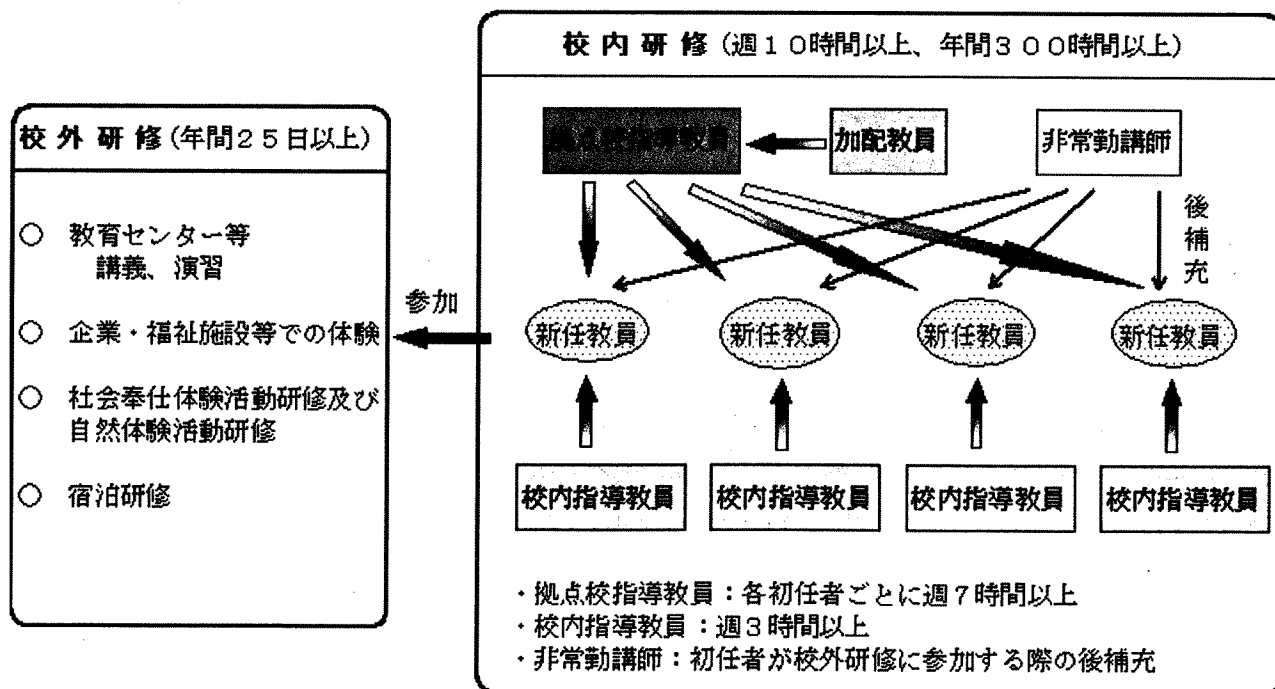 校内研修(週10時間以上、年間300時間以上)
校外研修(年間25日以上)
○ 教育センター等
講義、演習
○ 企業・福祉施設等での体験
○ 社会奉仕体験活動研修及び
自然体験活動研修
○ 宿泊研修
参加
拠点校指導教員
加配教員
非常勤講師
後補充
新任教員
新任教員
新任教員
新任教員
校内指導教員
校内指導教員
校内指導教員
校内指導教員
・拠点校指導教員:各初任者ごとに週7時間以上
・校内指導教員:週3時間以上
・非常勤講師:初任者が校外研修に参加する際の後補充